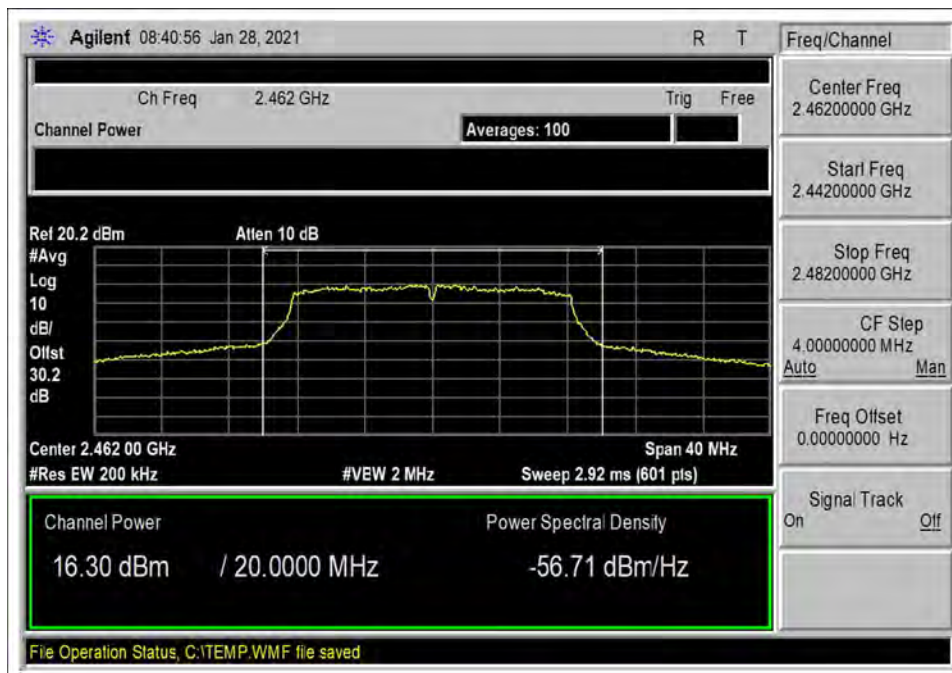 Agilent 08:40:56 Jan 28, 2021 R T
Freq/Channel
Ch Freq 2.462 GHz Trig Free
Channel Power Averages: 100
Center Freq
2.46200000 GHz
Start Freq
2.44200000 GHz
Stop Freq
2.48200000 GHz
CF Step
4.00000000 MHz
Auto Man
Freq Offset
0.00000000 Hz
Signal Track
On Off
Ref 20.2 dBm Atten 10 dB
#Avg
Log
10
dB/
Offst
30.2
dB
Center 2.462 00 GHz Span 40 MHz
#Res BW 200 kHz #VBW 2 MHz Sweep 2.92 ms (601 pts)
Channel Power Power Spectral Density
16.30 dBm / 20.0000 MHz -56.71 dBm/Hz
File Operation Status, C:\TEMP.WMF file saved